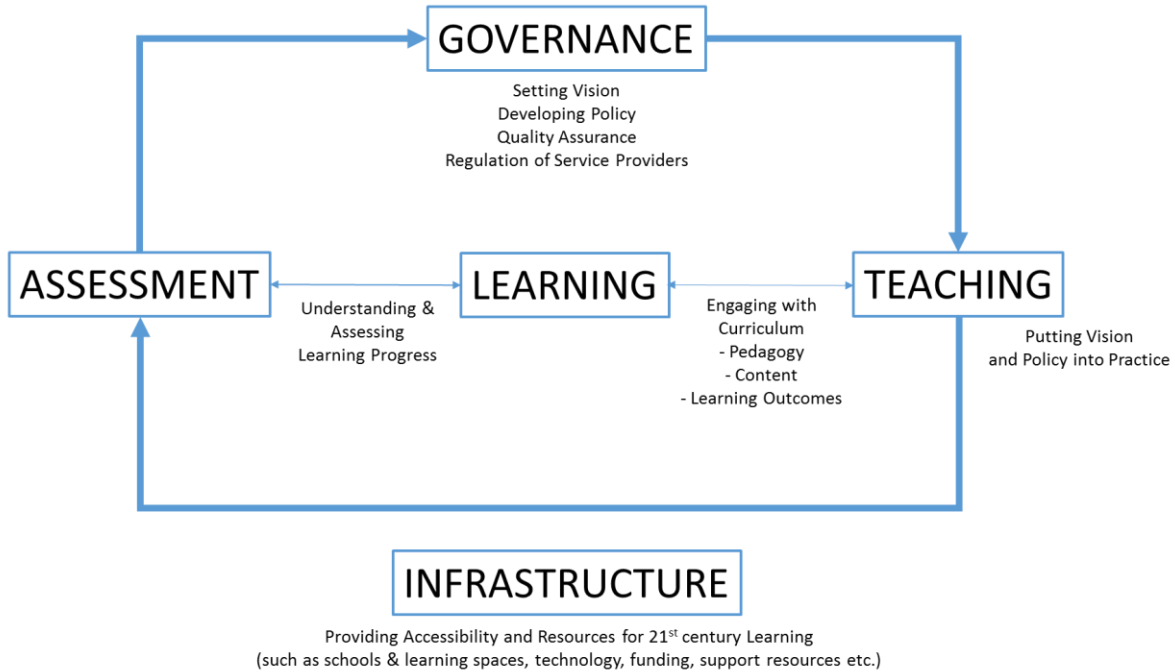 GOVERNANCE
Setting Vision
Developing Policy
Quality Assurance
Regulation of Service Providers
ASSESSMENT
LEARNING
TEACHING
Understanding &
Assessing
Learning Progress
Engaging with
Curriculum
- Pedagogy
- Content
- Learning Outcomes
Putting Vision
and Policy into Practice
INFRASTRUCTURE
Providing Accessibility and Resources for 21st century Learning
(such as schools & learning spaces, technology, funding, support resources etc.)